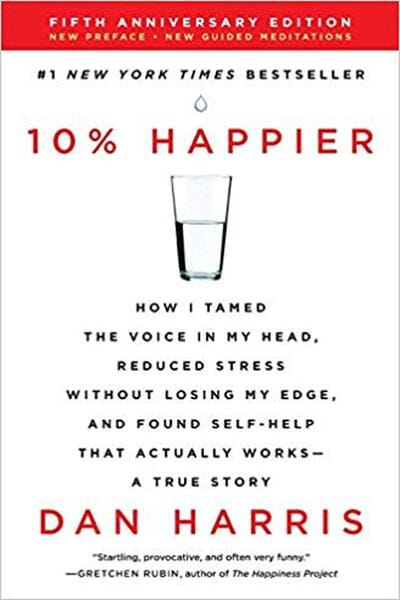 FIFTH ANNIVERSARY EDITION
NEW PREFACE • NEW GUIDED MEDITATIONS
#1 NEW YORK TIMES BESTSELLER
10% HAPPIER
HOW I TAMED
THE VOICE IN MY HEAD,
REDUCED STRESS
WITHOUT LOSING MY EDGE,
AND FOUND SELF-HELP
THAT ACTUALLY WORKS—
A TRUE STORY
DAN HARRIS
"Startling, provocative, and often very funny."
—GRETCHEN RUBIN, author of The Happiness Project